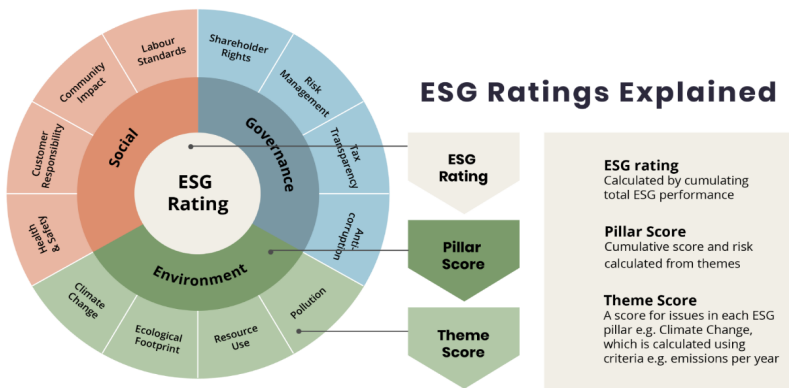 ESG Ratings Explained
Labour
Standards
Shareholder
Rights
Community
Impact
Risk
Management
Customer
Responsibility
Tax
Transparency
Health
& Safety
Anti-
corruption
Climate
Change
Ecological
Footprint
Resource
Use
Pollution
Social
Governance
Environment
ESG
Rating
ESG
Rating
Pillar
Score
Theme
Score
ESG rating
Calculated by cumulating
total ESG performance
Pillar Score
Cumulative score and risk
calculated from themes
Theme Score
A score for issues in each ESG
pillar e.g. Climate Change,
which is calculated using
criteria e.g. emissions per year